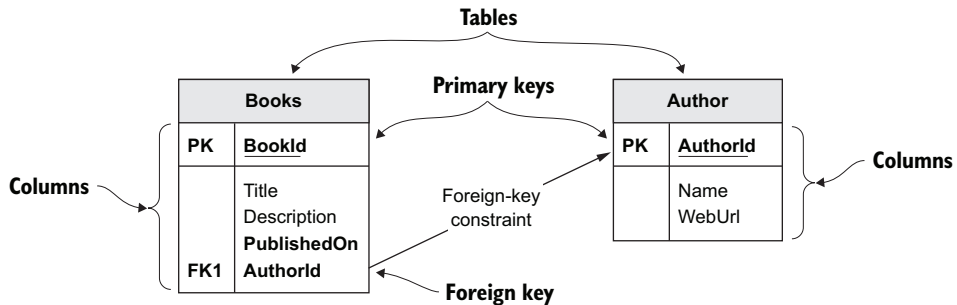 Tables
Primary keys
Books
PK BookId
Title
Description
PublishedOn
FK1 AuthorId
Columns
Foreign-key
constraint
Foreign key
Author
PK AuthorId
Name
WebUrl
Columns